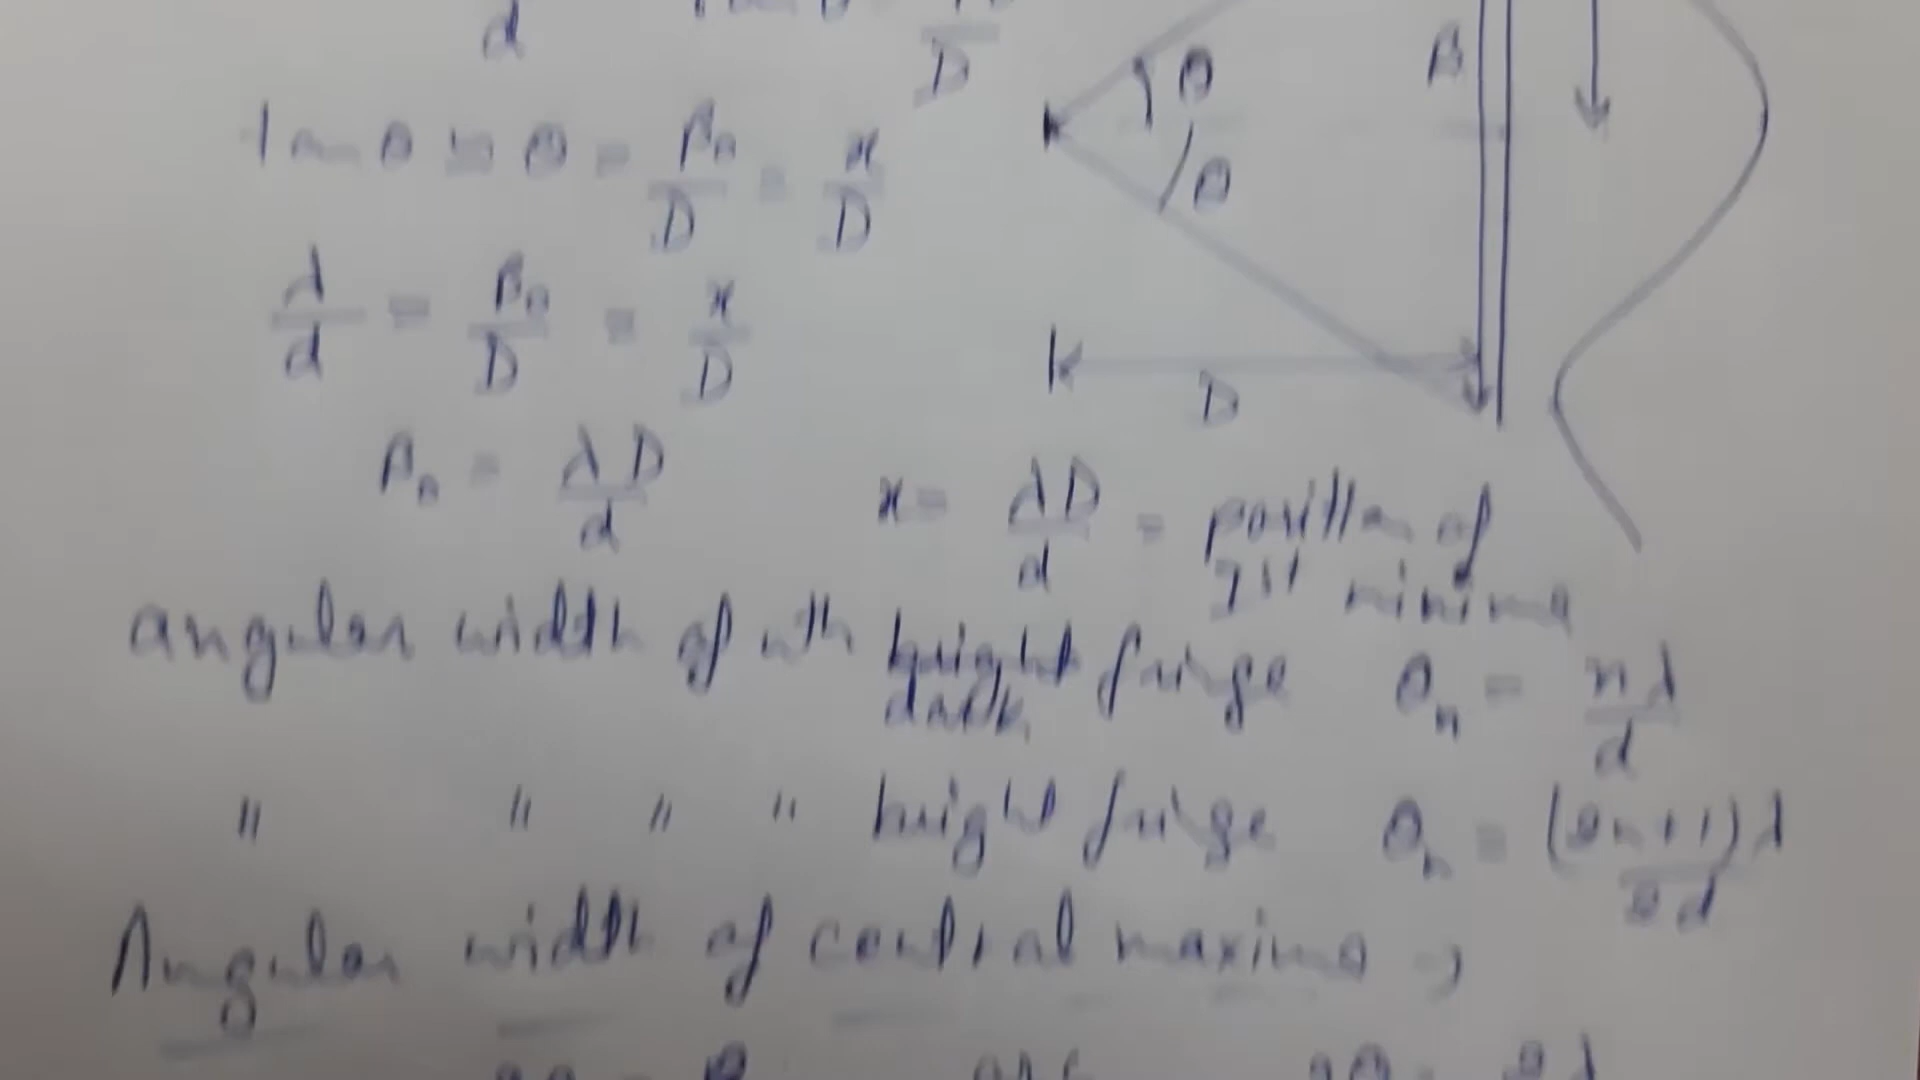 d D
θ β
tan θ ≈ θ = β₀/D = x/D
θ
λ/d = β₀/D = x/D
D
β₀ = λD/d x = λD/d = position of
1st minima
angular width of nth bright fringe θn = nλ/d
dark
" " " " bright fringe θn = (2n+1)λ/2d
Angular width of central maxima →